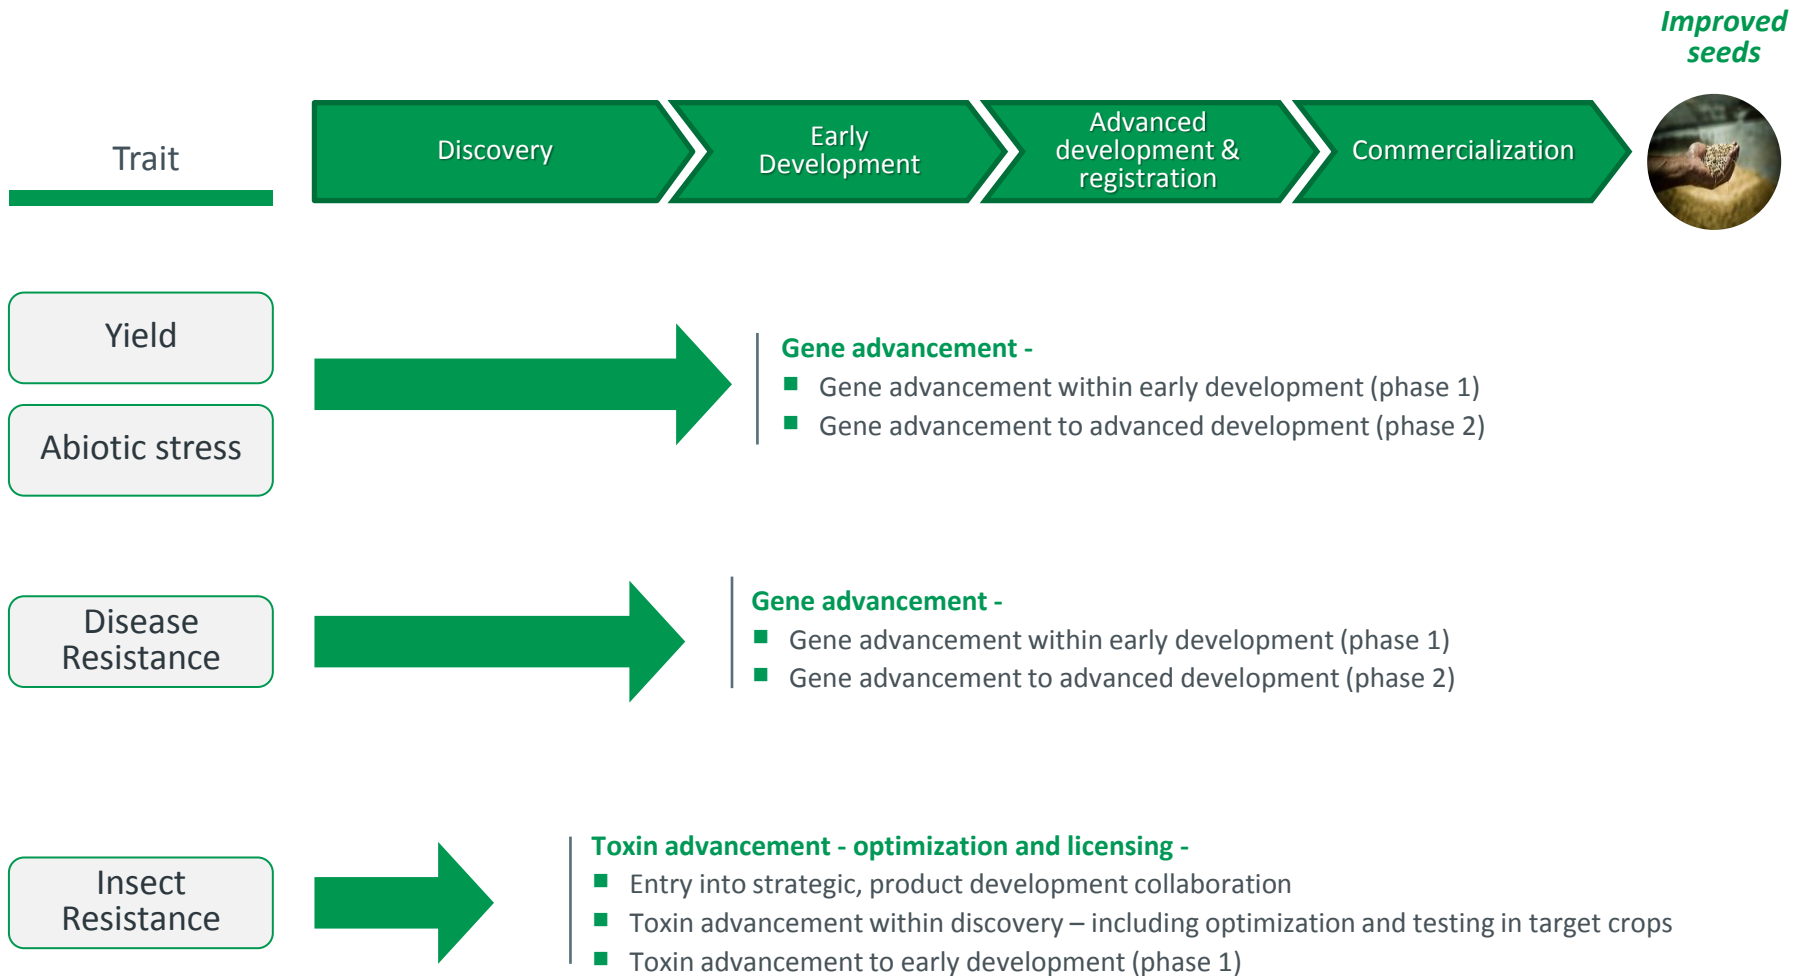 Improved
seeds
Trait
Discovery
Early
Development
Advanced
development &
registration
Commercialization
Yield
Abiotic stress
Gene advancement -
Gene advancement within early development (phase 1)
Gene advancement to advanced development (phase 2)
Disease
Resistance
Gene advancement -
Gene advancement within early development (phase 1)
Gene advancement to advanced development (phase 2)
Insect
Resistance
Toxin advancement - optimization and licensing -
Entry into strategic, product development collaboration
Toxin advancement within discovery – including optimization and testing in target crops
Toxin advancement to early development (phase 1)